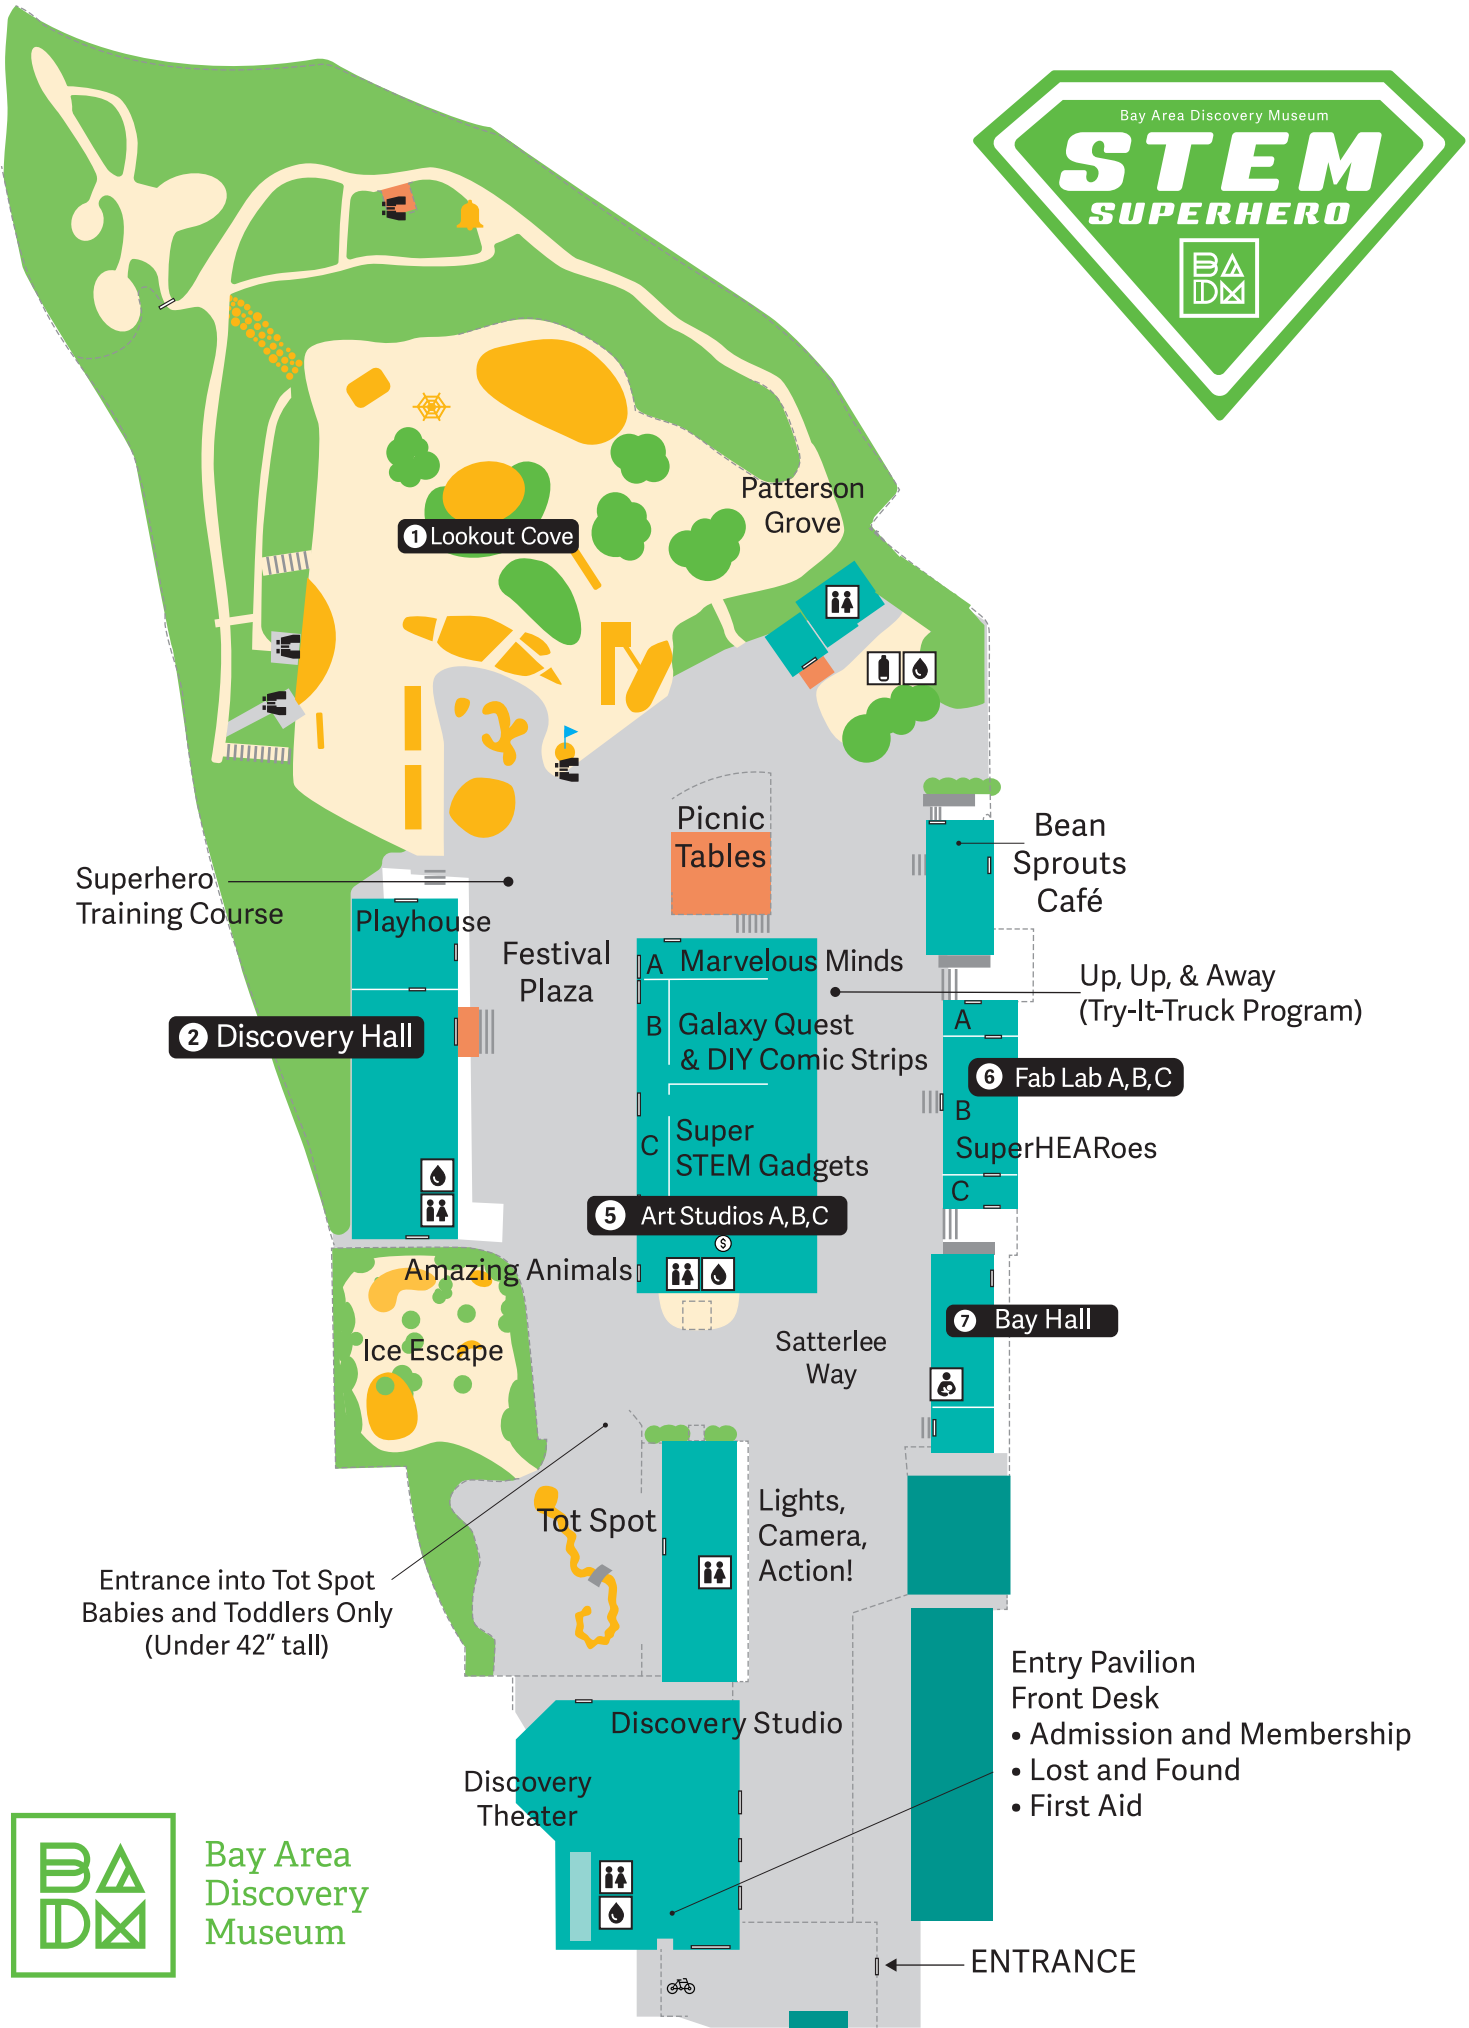 Bay Area Discovery Museum
STEM
SUPERHERO
BADM
Patterson
Grove
1 Lookout Cove
Picnic
Tables
Bean
Sprouts
Café
Superhero
Training Course
Playhouse
Festival
Plaza
A Marvelous Minds
Up, Up, & Away
(Try-It-Truck Program)
2 Discovery Hall
B Galaxy Quest
& DIY Comic Strips
A
6 Fab Lab A,B,C
B
SuperHEARoes
C
C Super
STEM Gadgets
5 Art Studios A,B,C
$
Amazing Animals
7 Bay Hall
Ice Escape
Satterlee
Way
Tot Spot
Lights,
Camera,
Action!
Entrance into Tot Spot
Babies and Toddlers Only
(Under 42” tall)
Entry Pavilion
Front Desk
• Admission and Membership
• Lost and Found
• First Aid
Discovery Studio
Discovery
Theater
BADM
Bay Area
Discovery
Museum
ENTRANCE